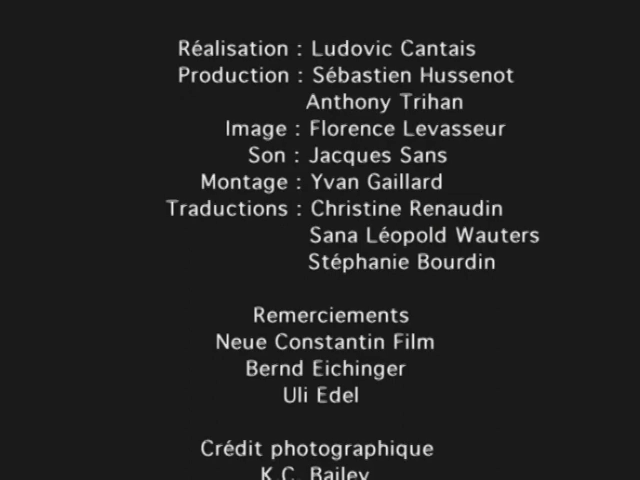 Réalisation : Ludovic Cantais
Production : Sébastien Hussenot
Anthony Trihan
Image : Florence Levasseur
Son : Jacques Sans
Montage : Yvan Gaillard
Traductions : Christine Renaudin
Sana Léopold Wauters
Stéphanie Bourdin
Remerciements
Neue Constantin Film
Bernd Eichinger
Uli Edel
Crédit photographique
K.C. Bailey